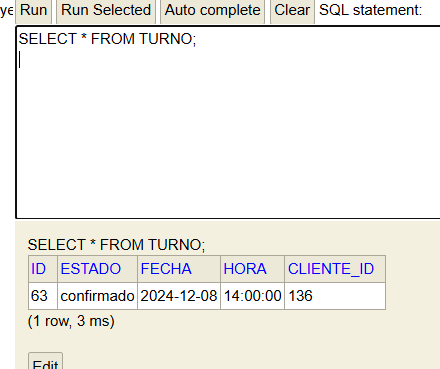 ye Run Run Selected Auto complete Clear SQL statement:
SELECT * FROM TURNO;
SELECT * FROM TURNO;
ID ESTADO FECHA HORA CLIENTE_ID
63 confirmado 2024-12-08 14:00:00 136
(1 row, 3 ms)
Edit